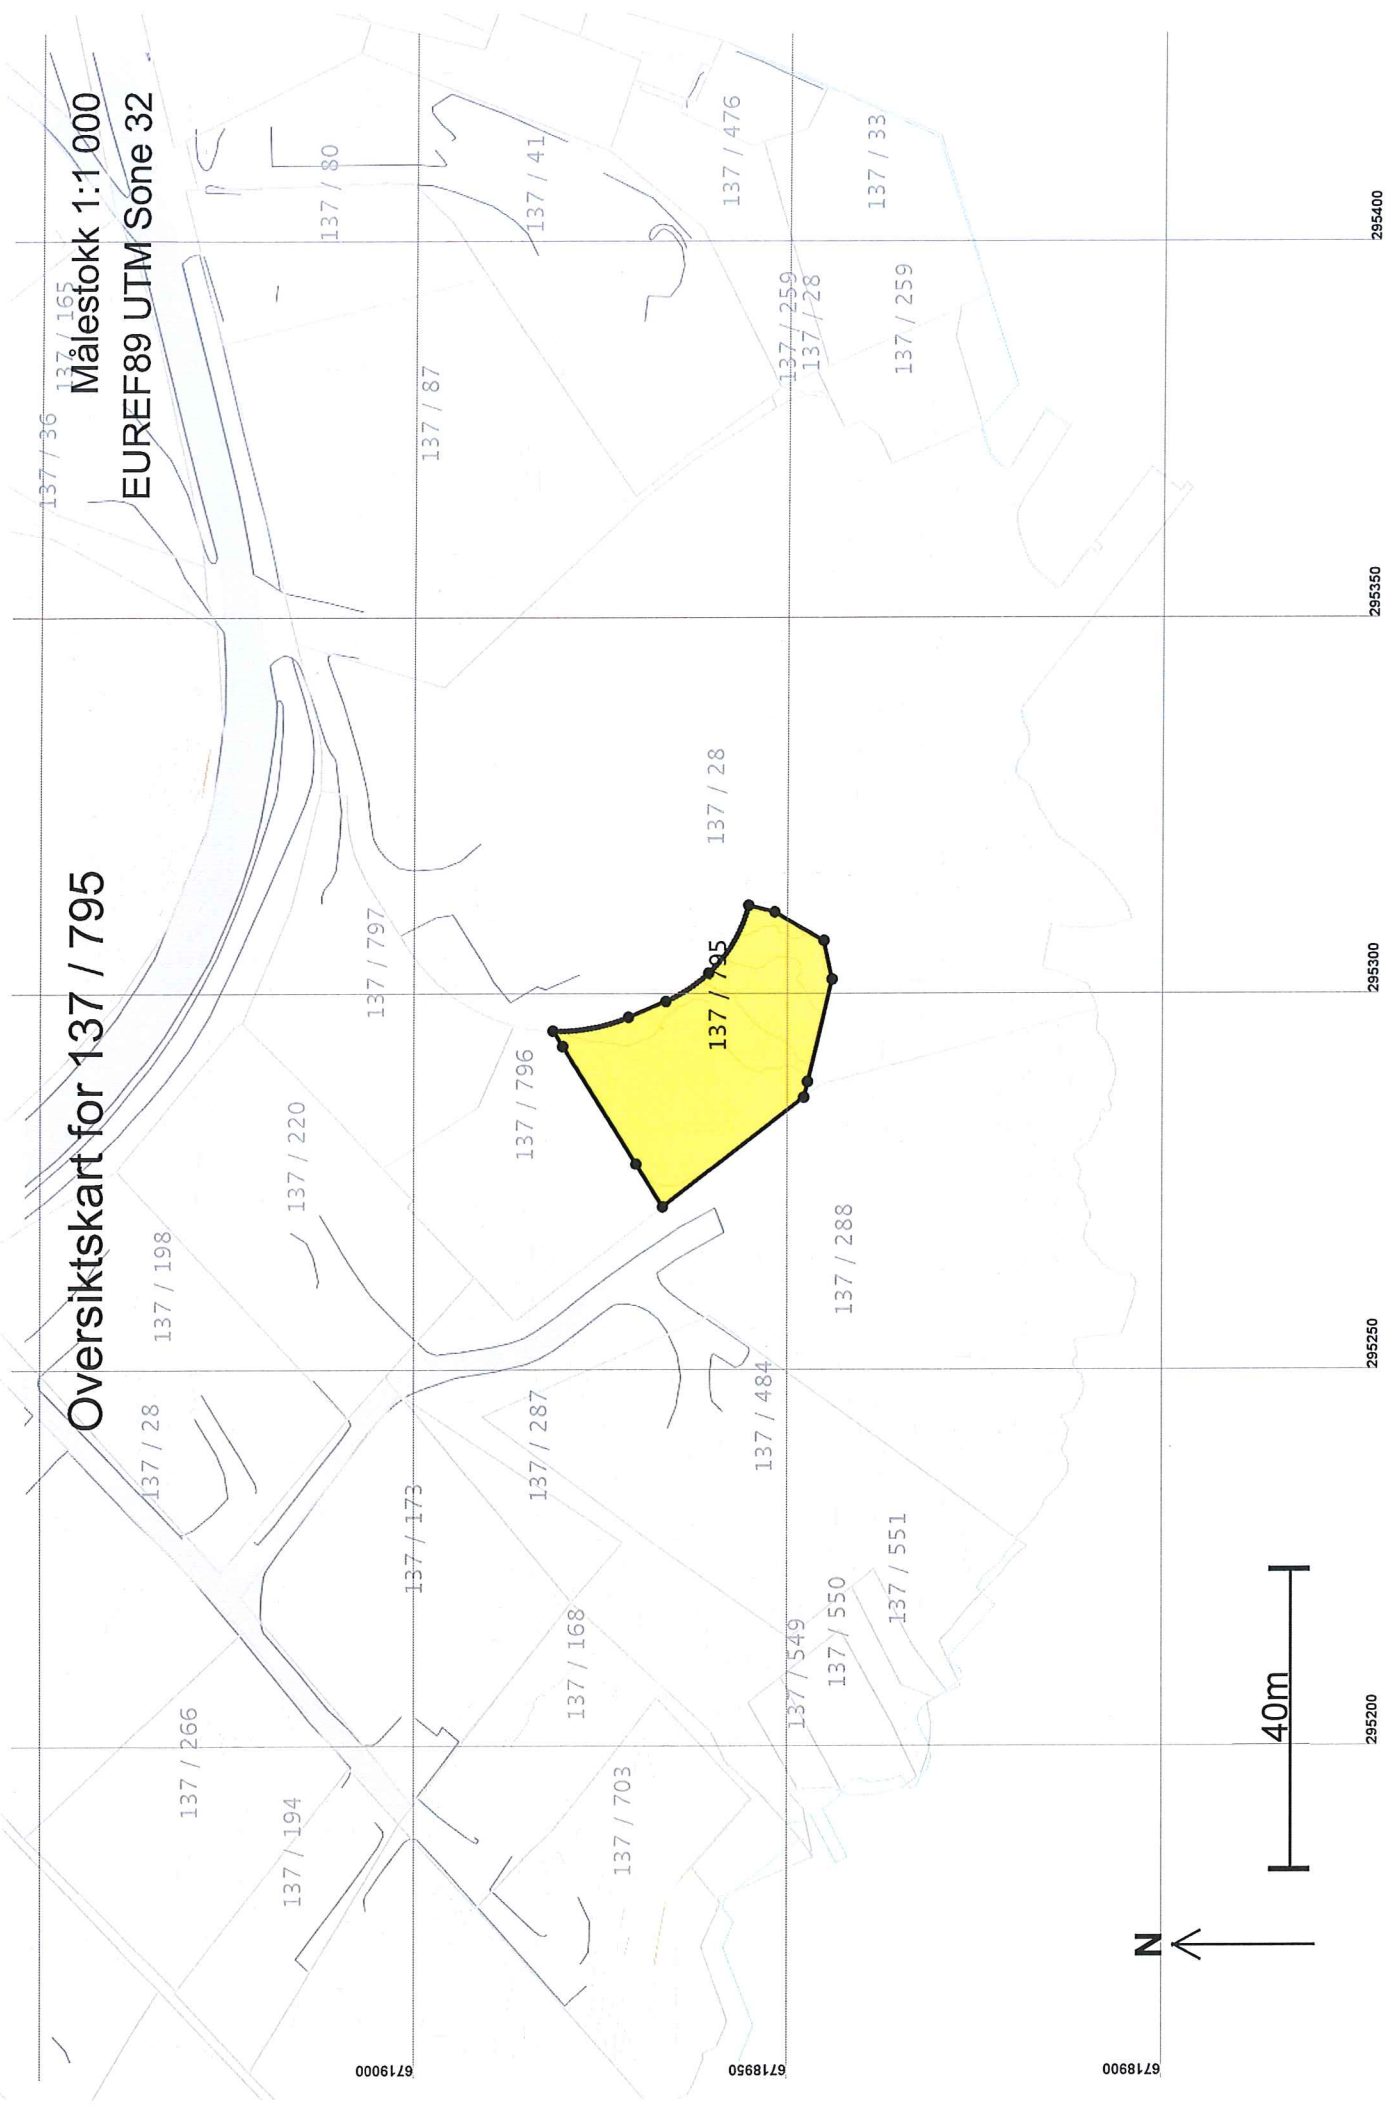 Oversiktskart for 137 / 795
Målestokk 1:1 000
EUREF89 UTM Sone 32
137 / 36
137 / 165
137 / 28
137 / 198
137 / 266
137 / 220
137 / 194
137 / 80
137 / 797
137 / 87
137 / 173
6719000
137 / 796
137 / 41
137 / 287
137 / 168
137 / 703
137 / 795
137 / 28
137 / 476
137 / 484
137 / 259
137 / 28
6718950
137 / 549
137 / 550
137 / 288
137 / 33
137 / 551
137 / 259
6718900
N
40m
295200
295250
295300
295350
295400